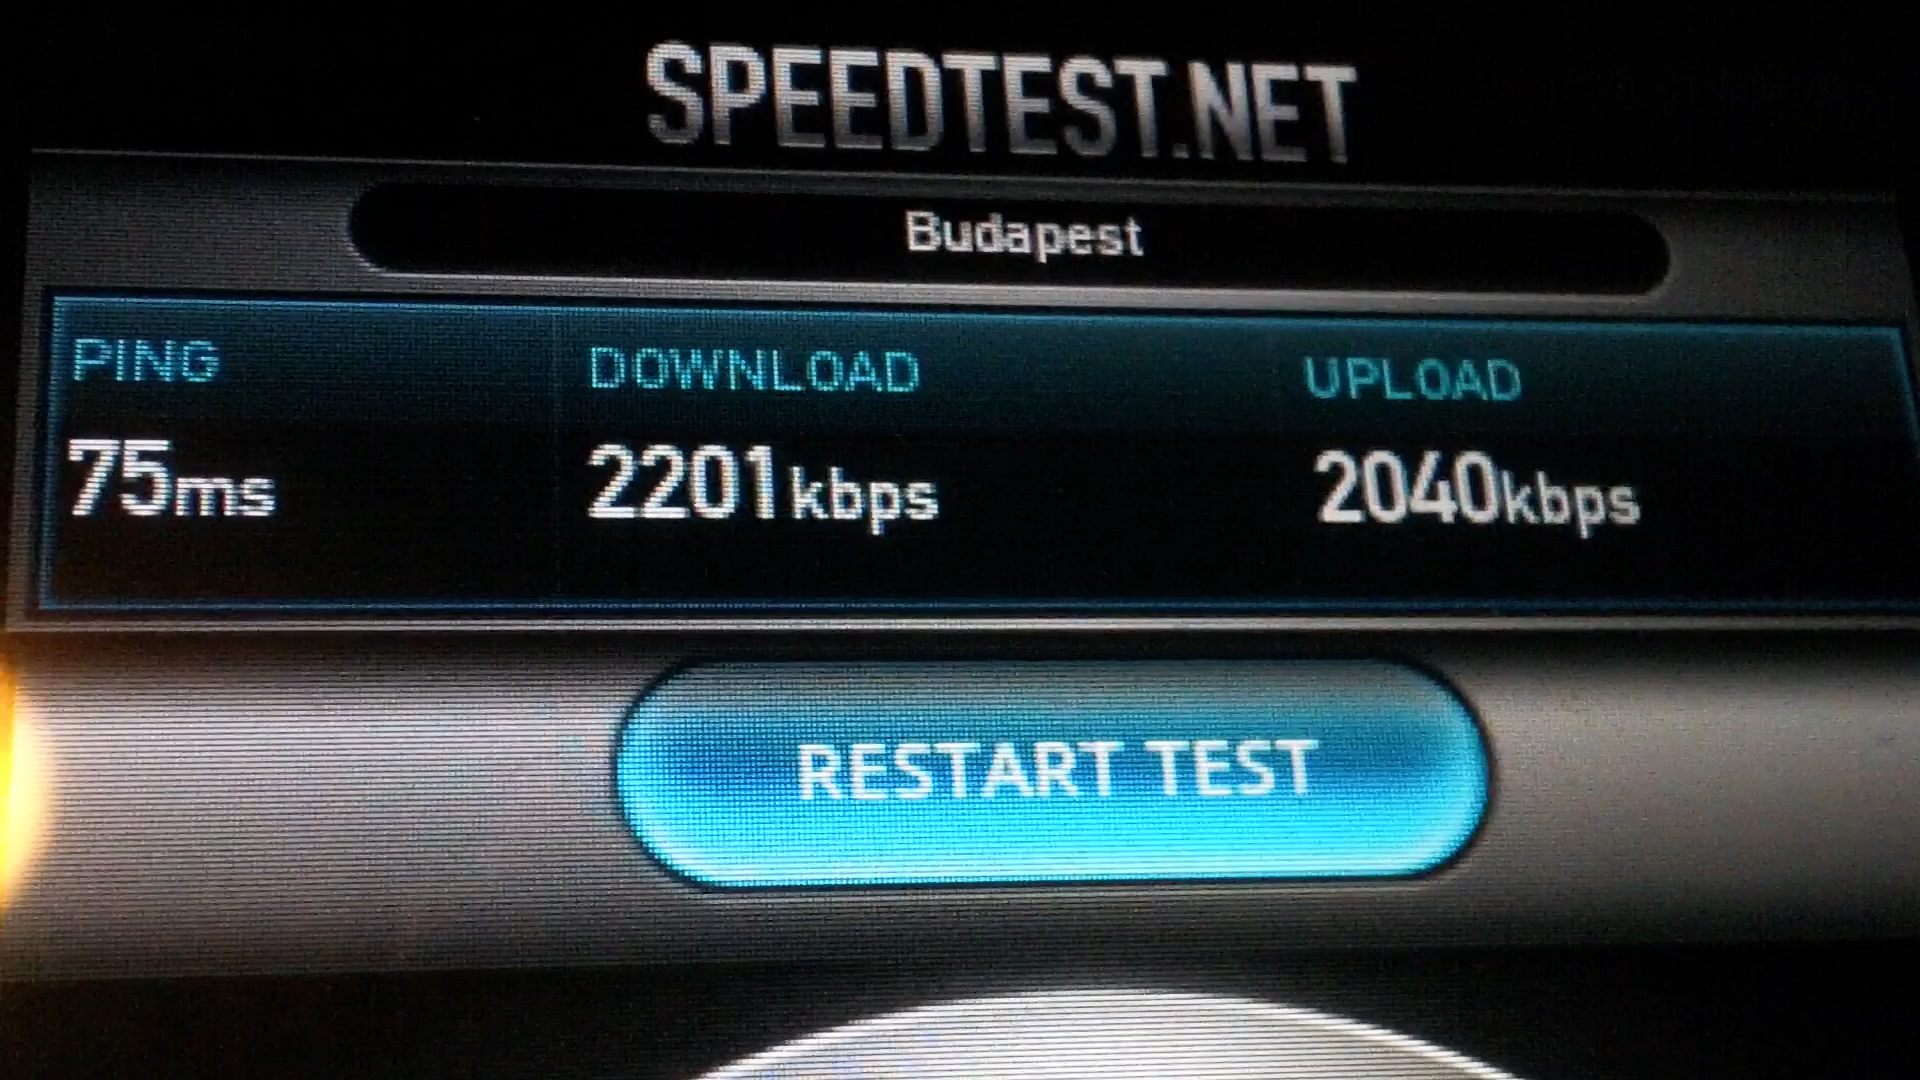 SPEEDTEST.NET
Budapest
PING DOWNLOAD UPLOAD
75ms 2201kbps 2040kbps
RESTART TEST